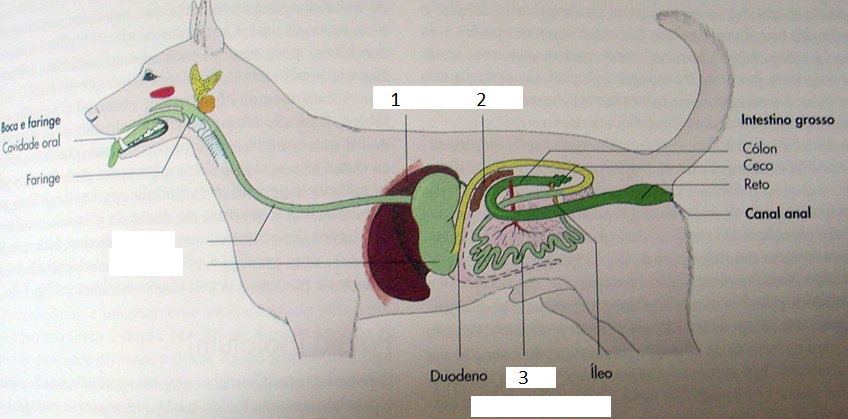 1
2
Boca e faringe
Cavidade oral
Faringe
Intestino grosso
Cólon
Ceco
Reto
Canal anal
Duodeno
3
Íleo